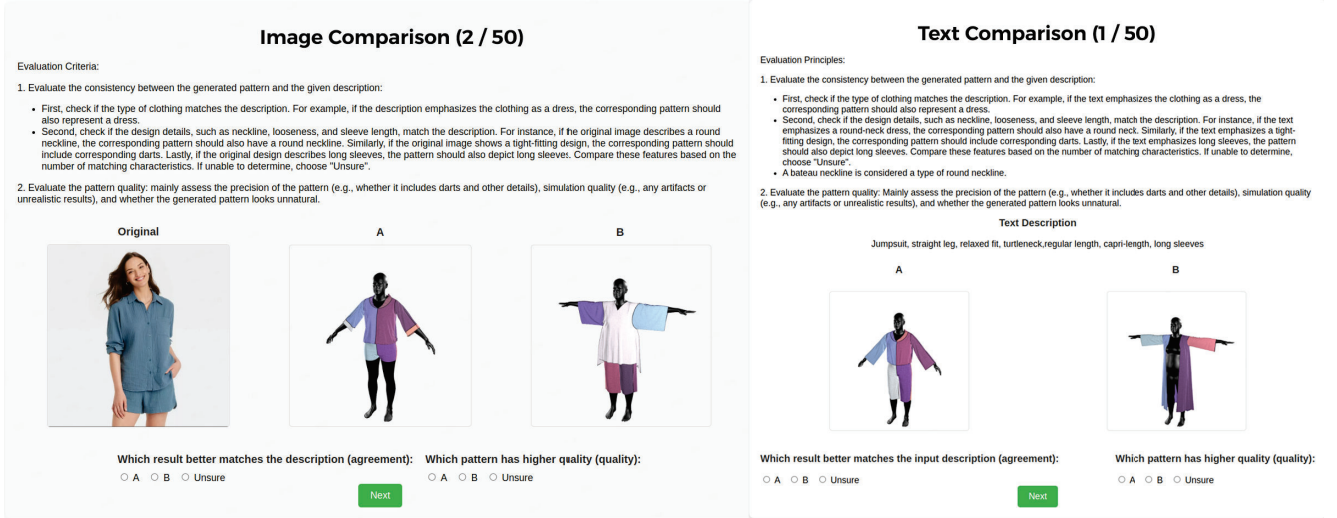 Image Comparison (2 / 50)
Evaluation Criteria:
1. Evaluate the consistency between the generated pattern and the given description:
• First, check if the type of clothing matches the description. For example, if the description emphasizes the clothing as a dress, the corresponding pattern should
also represent a dress.
• Second, check if the design details, such as neckline, looseness, and sleeve length, match the description. For instance, if the original image describes a round
neckline, the corresponding pattern should also have a round neckline. Similarly, if the original image shows a tight-fitting design, the corresponding pattern should
include corresponding darts. Lastly, if the original design describes long sleeves, the pattern should also depict long sleeves. Compare these features based on the
number of matching characteristics. If unable to determine, choose "Unsure".
2. Evaluate the pattern quality: mainly assess the precision of the pattern (e.g., whether it includes darts and other details), simulation quality (e.g., any artifacts or
unrealistic results), and whether the generated pattern looks unnatural.
Original
A
B
Which result better matches the description (agreement):
A
B
Unsure
Which pattern has higher quality (quality):
A
B
Unsure
Next
Text Comparison (1 / 50)
Evaluation Principles:
1. Evaluate the consistency between the generated pattern and the given description:
• First, check if the type of clothing matches the description. For example, if the text emphasizes the clothing as a dress, the
corresponding pattern should also represent a dress.
• Second, check if the design details, such as neckline, looseness, and sleeve length, match the description. For instance, if the text
emphasizes a round-neck dress, the corresponding pattern should also have a round neck. Similarly, if the text emphasizes a tight-
fitting design, the corresponding pattern should include corresponding darts. Lastly, if the text emphasizes long sleeves, the pattern
should also depict long sleeves. Compare these features based on the number of matching characteristics. If unable to determine,
choose "Unsure".
• A bateau neckline is considered a type of round neckline.
2. Evaluate the pattern quality: Mainly assess the precision of the pattern (e.g., whether it includes darts and other details), simulation quality
(e.g., any artifacts or unrealistic results), and whether the generated pattern looks unnatural.
Text Description
Jumpsuit, straight leg, relaxed fit, turtleneck,regular length, capri-length, long sleeves
A
B
Which result better matches the input description (agreement):
A
B
Unsure
Which pattern has higher quality (quality):
A
B
Unsure
Next